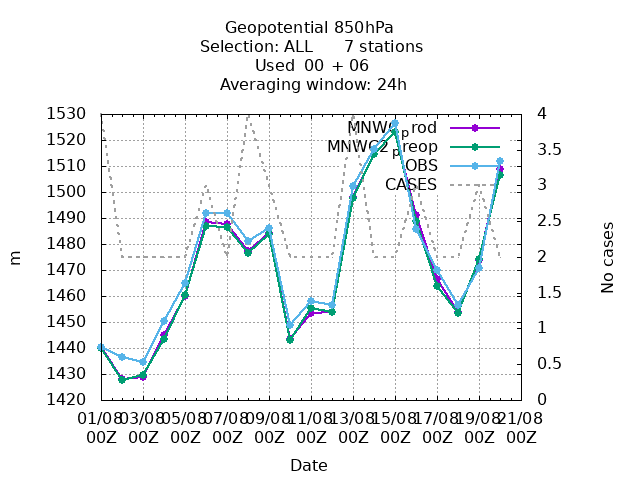 Geopotential 850hPa
Selection: ALL 7 stations
Used 00 + 06
Averaging window: 24h
1530
1520
1510
1500
1490
1480
1470
1460
1450
1440
1430
1420
4
3.5
3
2.5
2
1.5
1
0.5
0
m
No cases
MNWC_prod
MNWC2_preop
OBS
CASES
01/08 03/08 05/08 07/08 09/08 11/08 13/08 15/08 17/08 19/08 21/08
00Z 00Z 00Z 00Z 00Z 00Z 00Z 00Z 00Z 00Z 00Z
Date